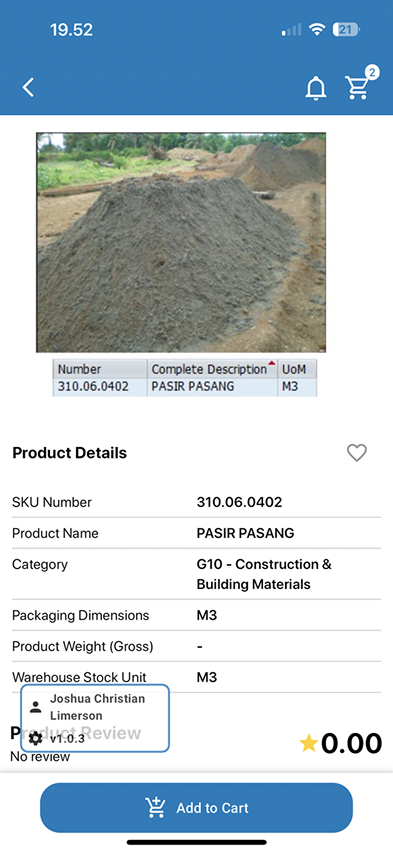 19.52
21
2
Number Complete Description UoM
310.06.0402 PASIR PASANG M3
Product Details
SKU Number 310.06.0402
Product Name PASIR PASANG
Category G10 - Construction &
Building Materials
Packaging Dimensions M3
Product Weight (Gross) -
Warehouse Stock Unit M3
Joshua Christian
Limerson
v1.0.3
Product Review
0.00
No review
Add to Cart